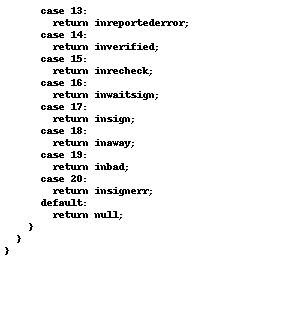 case 13:
return inreportederror;
case 14:
return inverified;
case 15:
return inrecheck;
case 16:
return inwaitsign;
case 17:
return insign;
case 18:
return inaway;
case 19:
return inbad;
case 20:
return insignerr;
default:
return null;
}
}
}